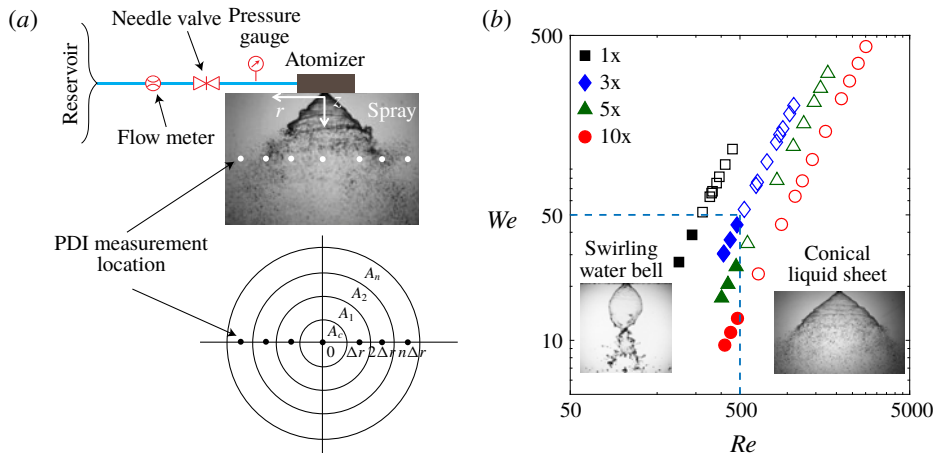 (a)
Needle valve
Pressure
gauge
Atomizer
Reservoir
Flow meter
r
z
Spray
PDI measurement
location
A_n
A_2
A_1
A_c
0
Δr
2Δr
nΔr
(b)
500
50
10
We
1x
3x
5x
10x
Swirling
water bell
Conical
liquid sheet
50
500
5000
Re